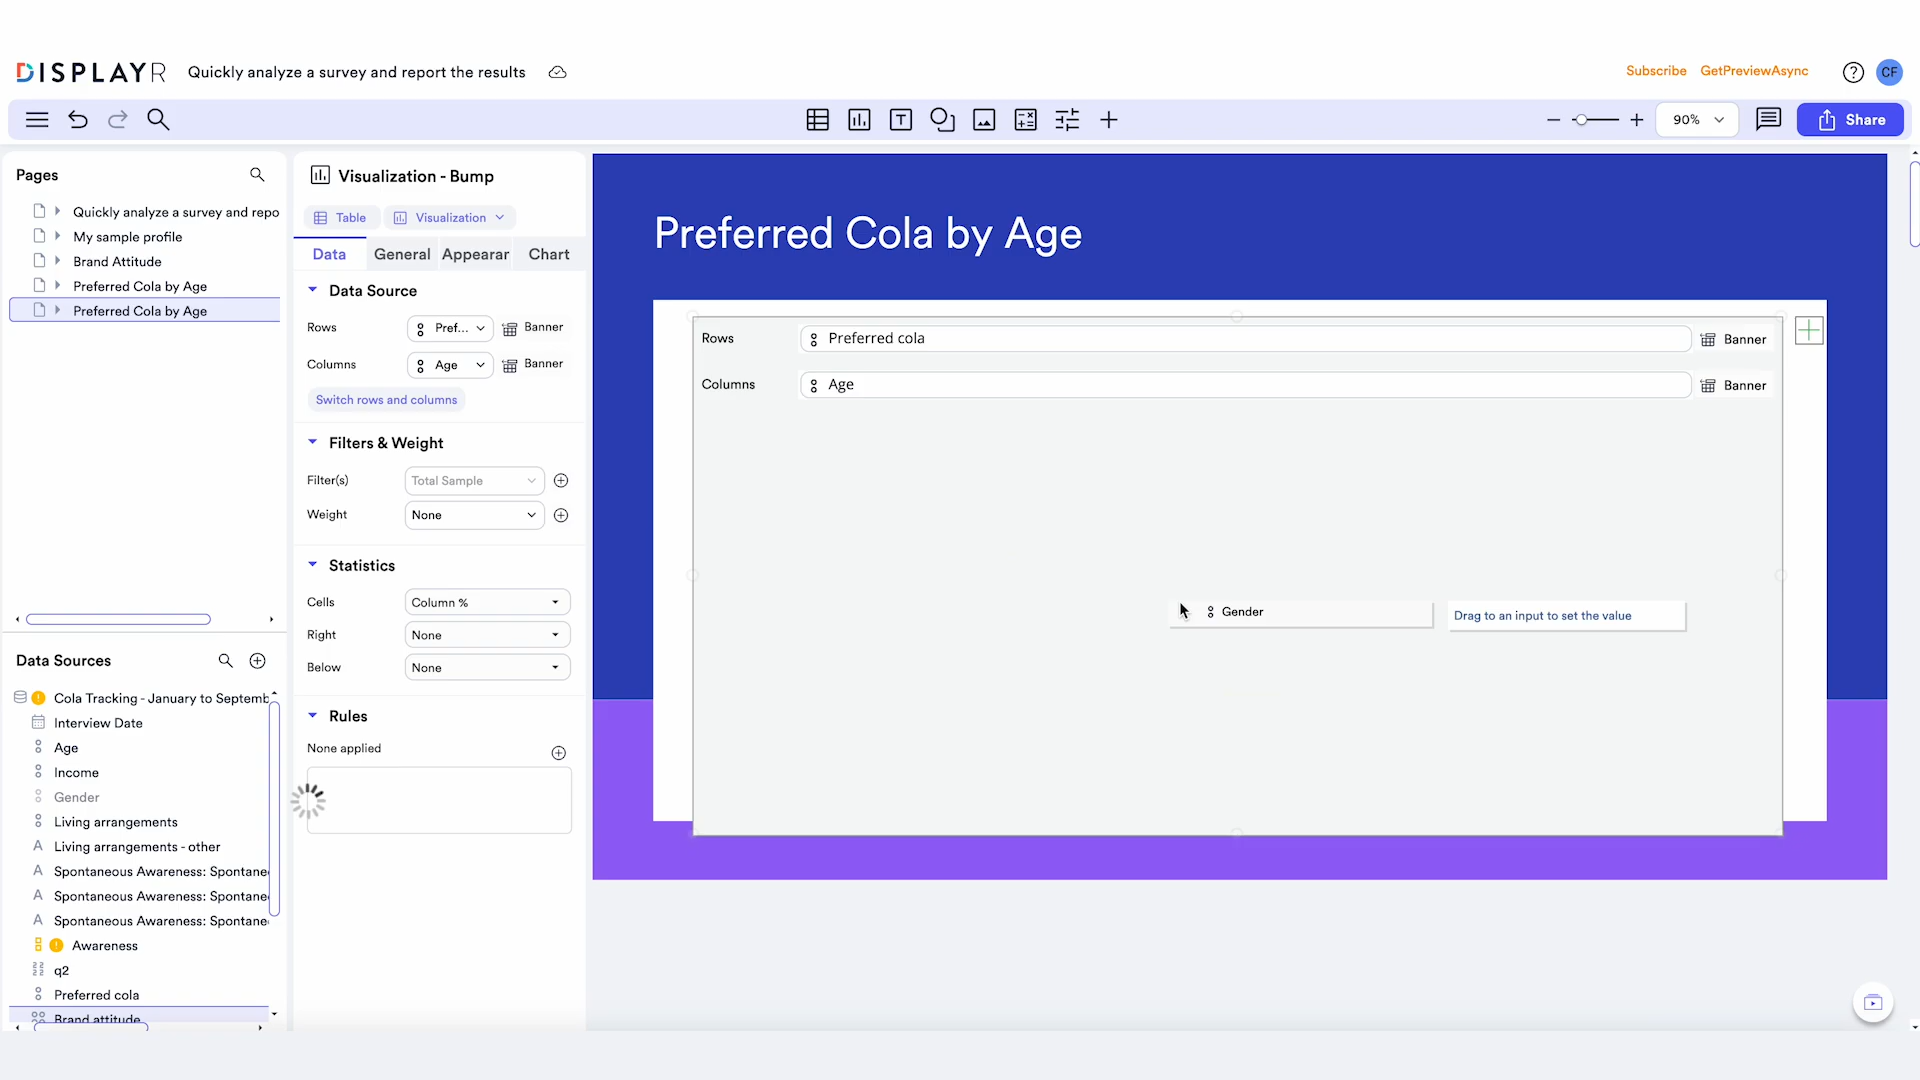 DISPLAYR Quickly analyze a survey and report the results
Subscribe GetPreviewAsync ? CF
90% Share
Pages
Quickly analyze a survey and repo
My sample profile
Brand Attitude
Preferred Cola by Age
Preferred Cola by Age
Data Sources
Cola Tracking - January to Septemb
Interview Date
Age
Income
Gender
Living arrangements
Living arrangements - other
Spontaneous Awareness: Spontane
Spontaneous Awareness: Spontane
Spontaneous Awareness: Spontane
Awareness
q2
Preferred cola
Brand attitude
Visualization - Bump
Table Visualization
Data General Appear Chart
Data Source
Rows Pref... Banner
Columns Age Banner
Switch rows and columns
Filters & Weight
Filter(s) Total Sample
Weight None
Statistics
Cells Column %
Right None
Below None
Rules
None applied
Preferred Cola by Age
Rows Preferred cola Banner
Columns Age Banner
Gender Drag to an input to set the value